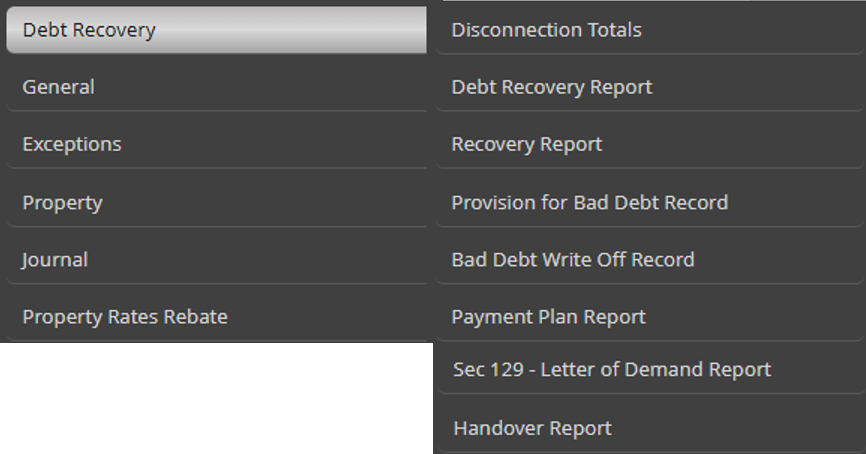 Debt Recovery
General
Exceptions
Property
Journal
Property Rates Rebate
Disconnection Totals
Debt Recovery Report
Recovery Report
Provision for Bad Debt Record
Bad Debt Write Off Record
Payment Plan Report
Sec 129 - Letter of Demand Report
Handover Report